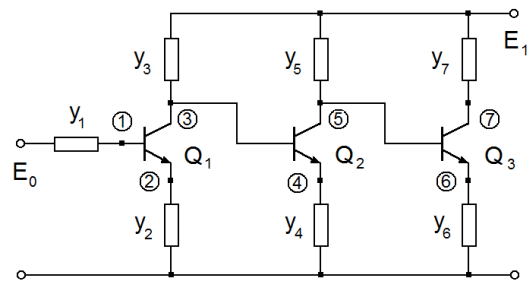 y3 y5 y7 E1
y1 ① ③ ⑤ ⑦
Q1 Q2 Q3
E0 ② ④ ⑥
y2 y4 y6